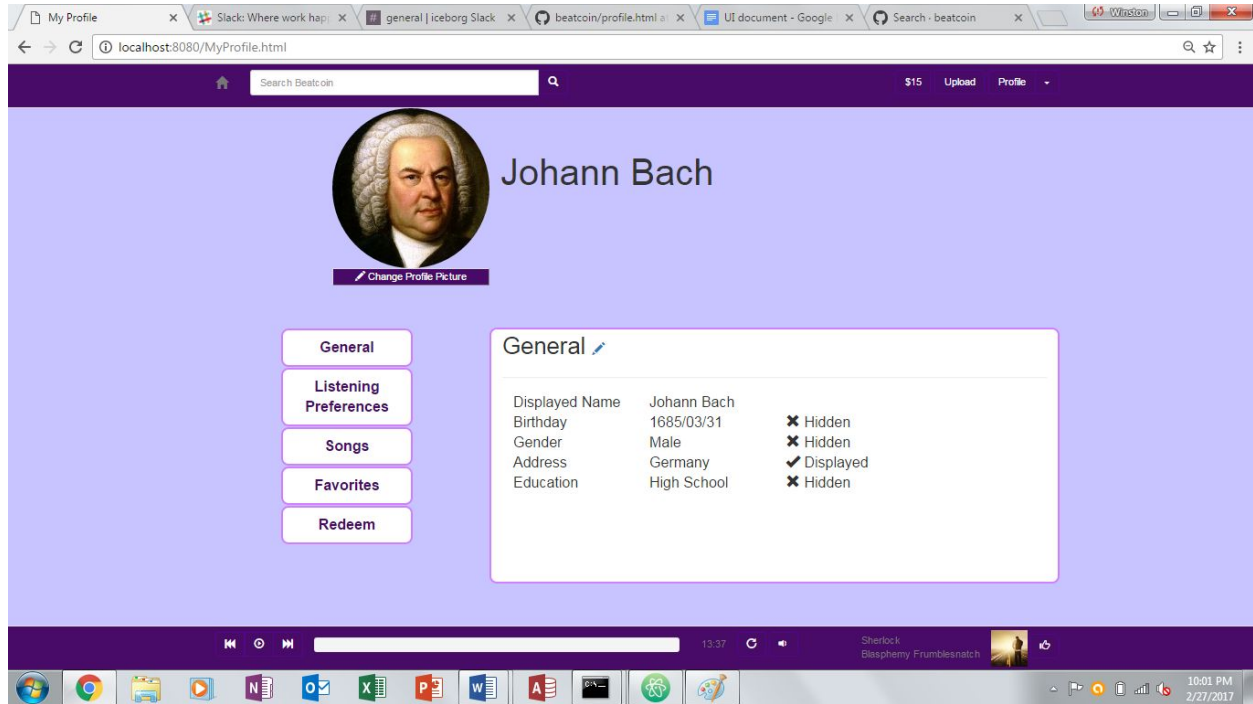 My Profile
Slack: Where work hap
general | iceborg Slack
beatcoin/profile.html a
UI document - Google
Search · beatcoin
Winston
localhost:8080/MyProfile.html
Search Beatcoin
$15 Upload Profile
Johann Bach
Change Profile Picture
General
Listening
Preferences
Songs
Favorites
Redeem
General
Displayed Name Johann Bach
Birthday 1685/03/31 Hidden
Gender Male Hidden
Address Germany Displayed
Education High School Hidden
13:37
Sherlock
Blasphemy Frumblesnatch
10:01 PM
2/27/2017